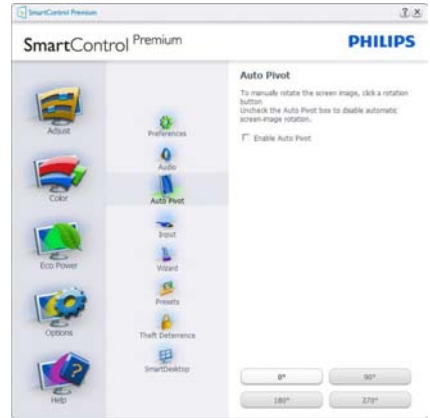 SmartControl Premium
SmartControl Premium
PHILIPS
Adjust
Color
Eco Power
Options
Help
Preferences
Audio
Auto Pivot
Input
Wizard
Presets
Theft Deterrence
SmartDesktop
Auto Pivot
To manually rotate the screen image, click a rotation
button
Uncheck the Auto Pivot box to disable automatic
screen-image rotation.
Enable Auto Pivot
0°
90°
180°
270°